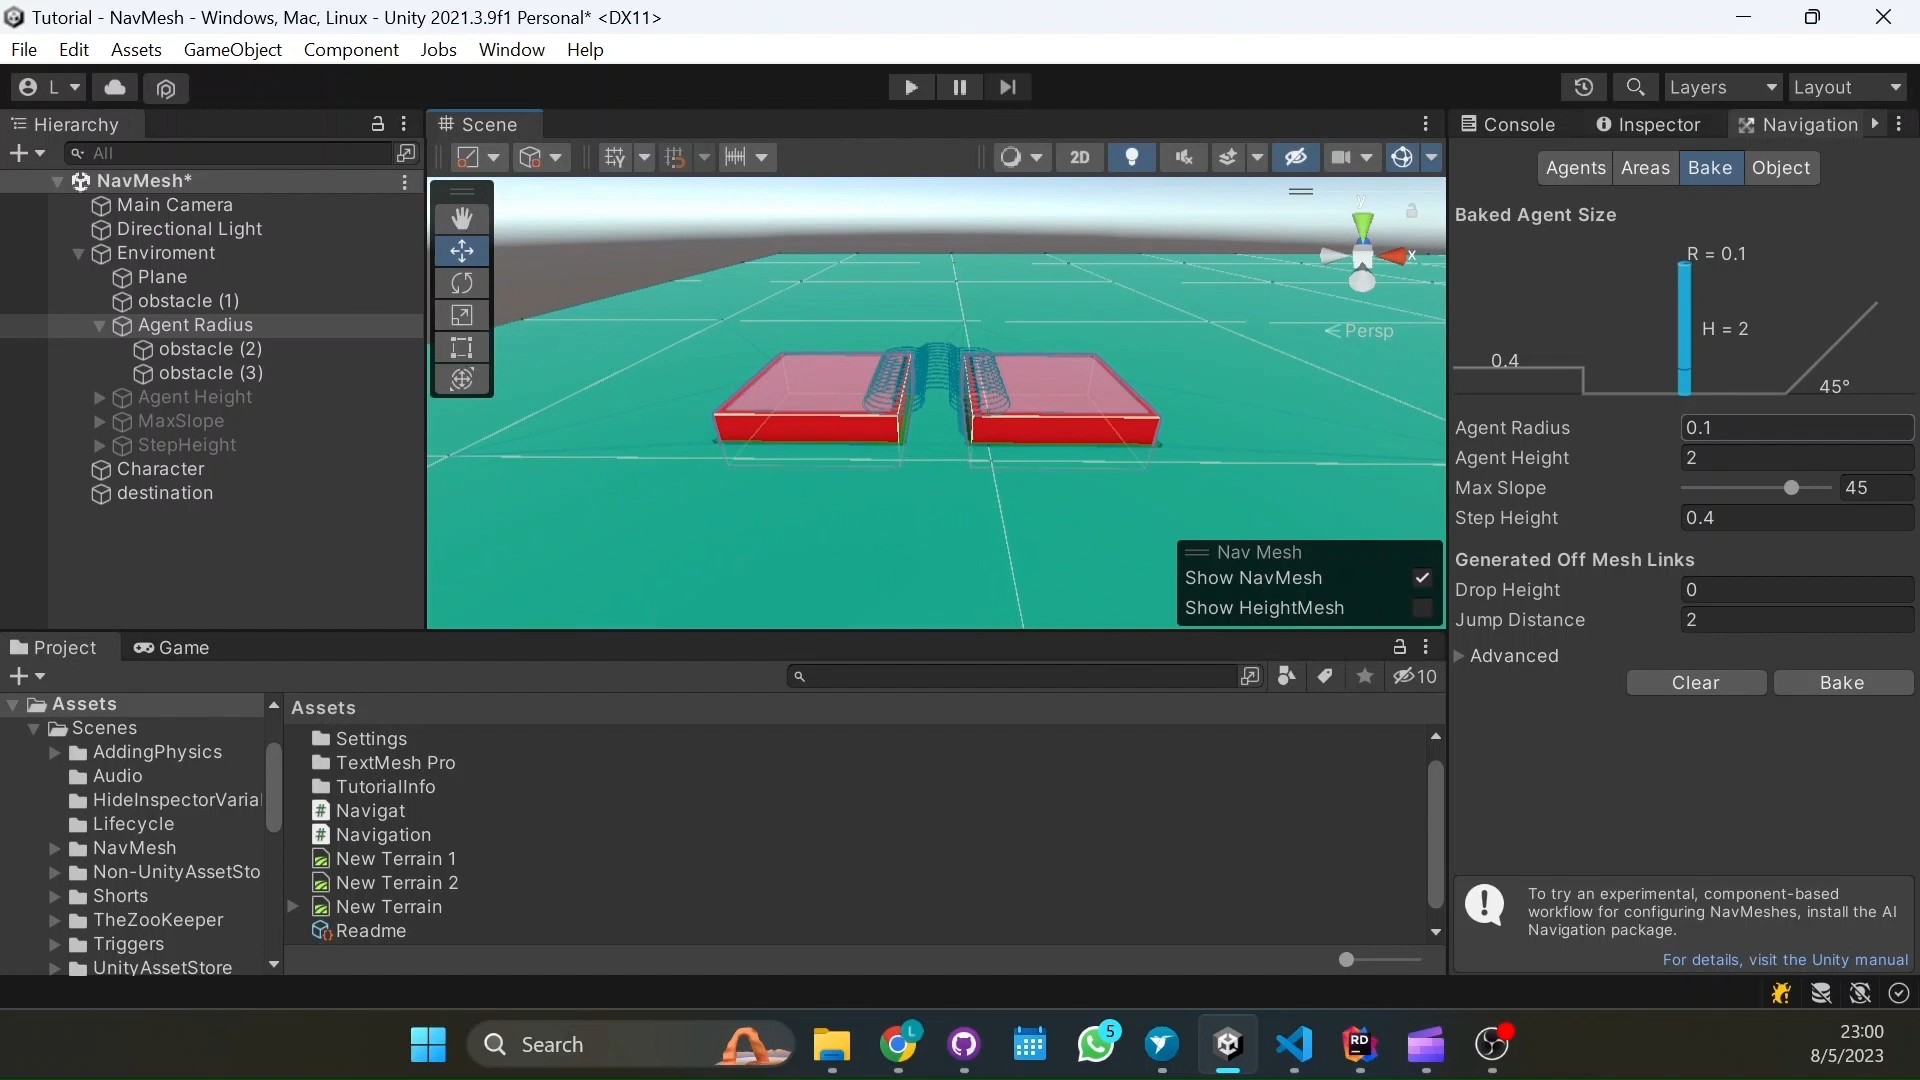 Tutorial - NavMesh - Windows, Mac, Linux - Unity 2021.3.9f1 Personal* <DX11>
File Edit Assets GameObject Component Jobs Window Help
L Layers Layout
Hierarchy
All
NavMesh*
Main Camera
Directional Light
Enviroment
Plane
obstacle (1)
Agent Radius
obstacle (2)
obstacle (3)
Agent Height
MaxSlope
StepHeight
Character
destination
Scene
2D
y
x
Persp
Nav Mesh
Show NavMesh
Show HeightMesh
Console Inspector Navigation
Agents Areas Bake Object
Baked Agent Size
R = 0.1
H = 2
0.4
45°
Agent Radius 0.1
Agent Height 2
Max Slope 45
Step Height 0.4
Generated Off Mesh Links
Drop Height 0
Jump Distance 2
Advanced
Clear Bake
To try an experimental, component-based
workflow for configuring NavMeshes, install the AI
Navigation package.
For details, visit the Unity manual
Project Game
10
Assets
Scenes
AddingPhysics
Audio
HideInspectorVaria
Lifecycle
NavMesh
Non-UnityAssetSto
Shorts
TheZooKeeper
Triggers
UnityAssetStore
Assets
Settings
TextMesh Pro
TutorialInfo
Navigat
Navigation
New Terrain 1
New Terrain 2
New Terrain
Readme
Search
L
5
RD
23:00
8/5/2023